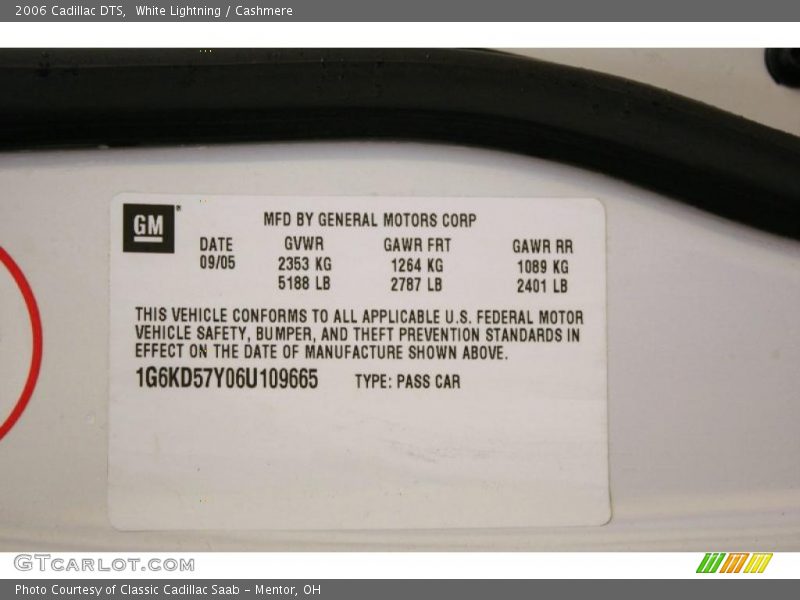 2006 Cadillac DTS,  White Lightning / Cashmere
GM
MFD BY GENERAL MOTORS CORP
DATE GVWR GAWR FRT GAWR RR
09/05 2353 KG 1264 KG 1089 KG
5188 LB 2787 LB 2401 LB
THIS VEHICLE CONFORMS TO ALL APPLICABLE U.S. FEDERAL MOTOR
VEHICLE SAFETY, BUMPER, AND THEFT PREVENTION STANDARDS IN
EFFECT ON THE DATE OF MANUFACTURE SHOWN ABOVE.
1G6KD57Y06U109665 TYPE: PASS CAR
GTCARLOT.COM
Photo Courtesy of Classic Cadillac Saab - Mentor, OH